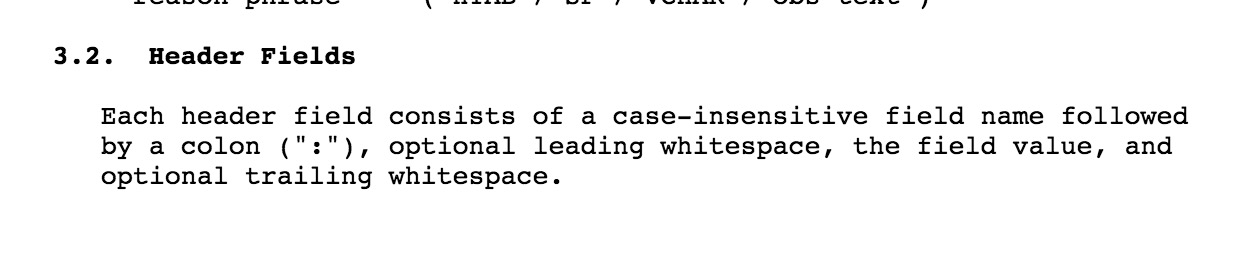 3.2. Header Fields
Each header field consists of a case-insensitive field name followed
by a colon (":"), optional leading whitespace, the field value, and
optional trailing whitespace.